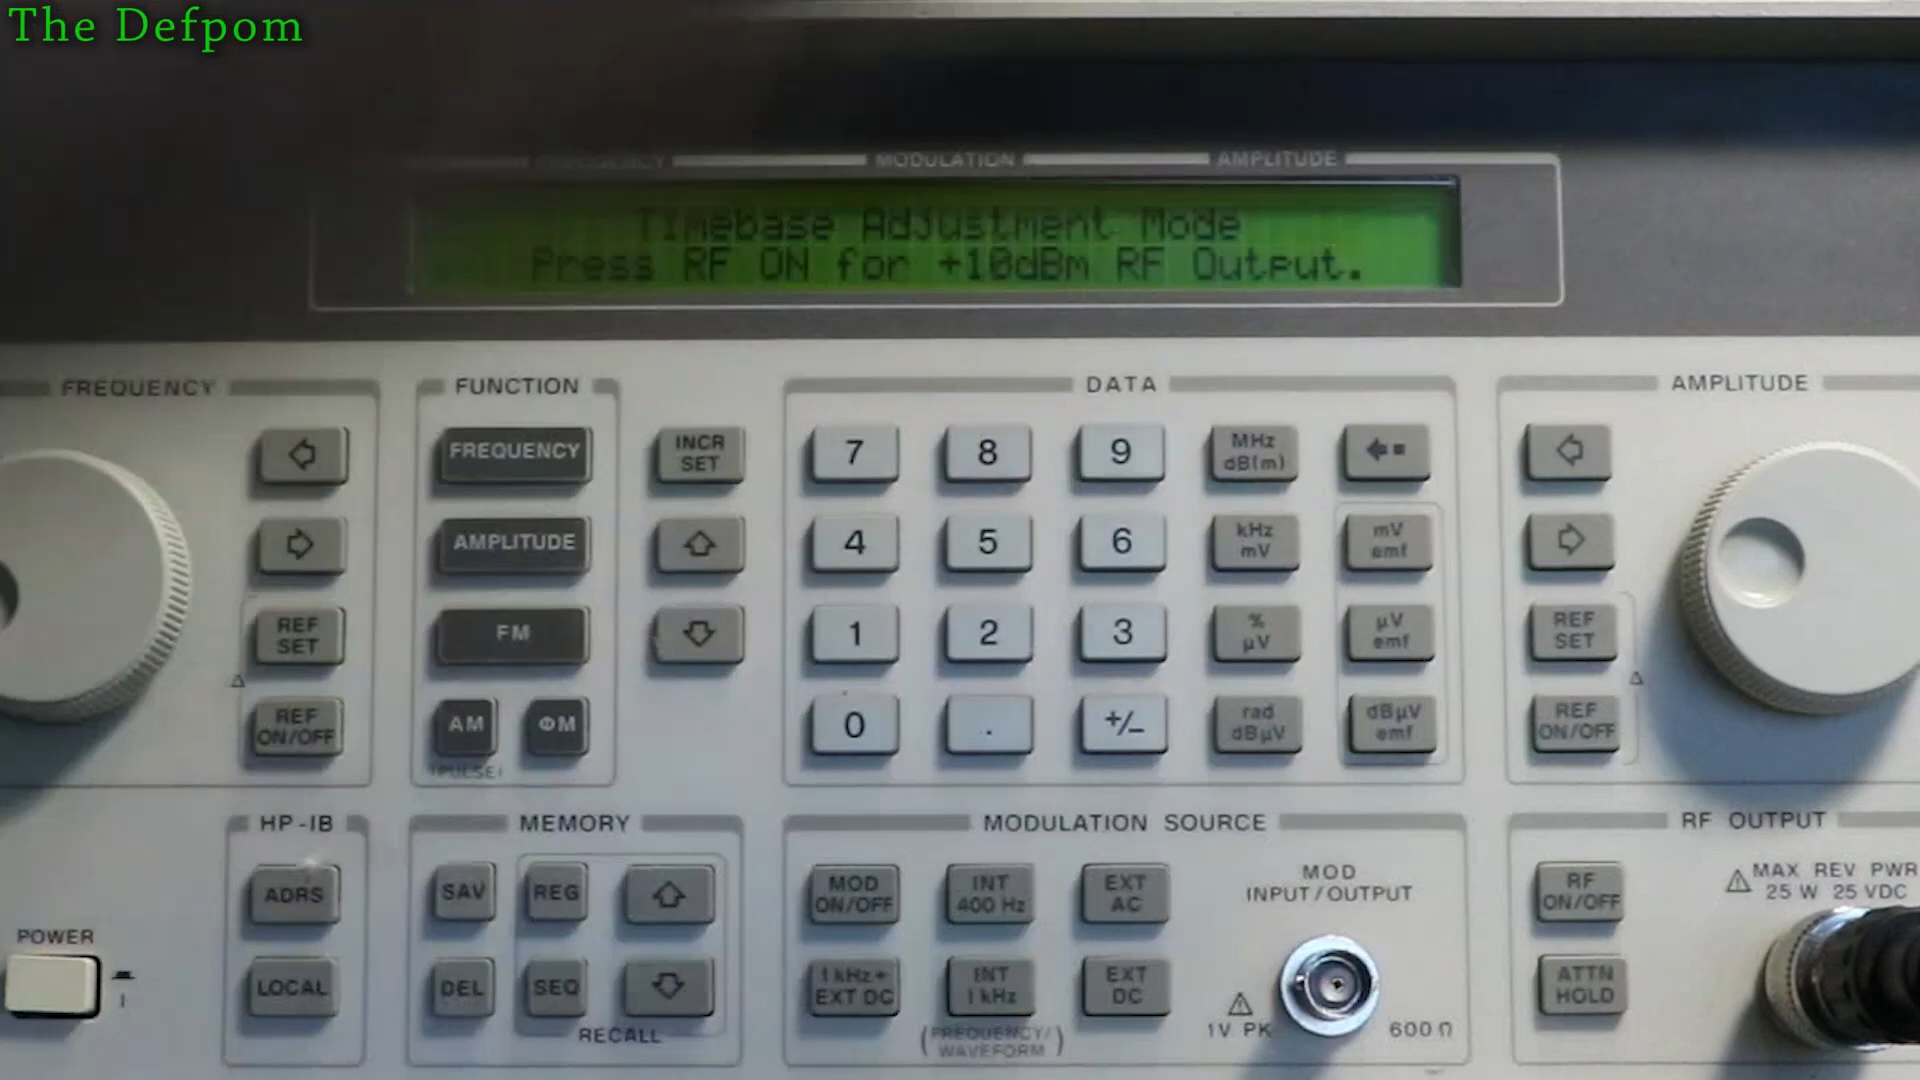 The Defpom
FREQUENCY MODULATION AMPLITUDE
Timebase Adjustment Mode
Press RF ON for +10dBm RF Output.
FREQUENCY
REF SET
REF ON/OFF
FUNCTION
FREQUENCY
AMPLITUDE
FM
AM ΦM
(PULSE)
INCR SET
DATA
7 8 9 MHz dB(m)
4 5 6 kHz mV mV emf
1 2 3 % µV µV emf
0 . +/− rad dBµV dBµV emf
AMPLITUDE
REF SET
REF ON/OFF
POWER
HP-IB
ADRS
LOCAL
MEMORY
SAV REG
DEL SEQ
RECALL
MODULATION SOURCE
MOD ON/OFF INT 400 Hz EXT AC
1 kHz+ EXT DC INT 1 kHz EXT DC
(FREQUENCY/
WAVEFORM)
MOD
INPUT/OUTPUT
1V PK 600Ω
RF OUTPUT
RF ON/OFF
ATTN HOLD
MAX REV PWR
25 W 25 VDC